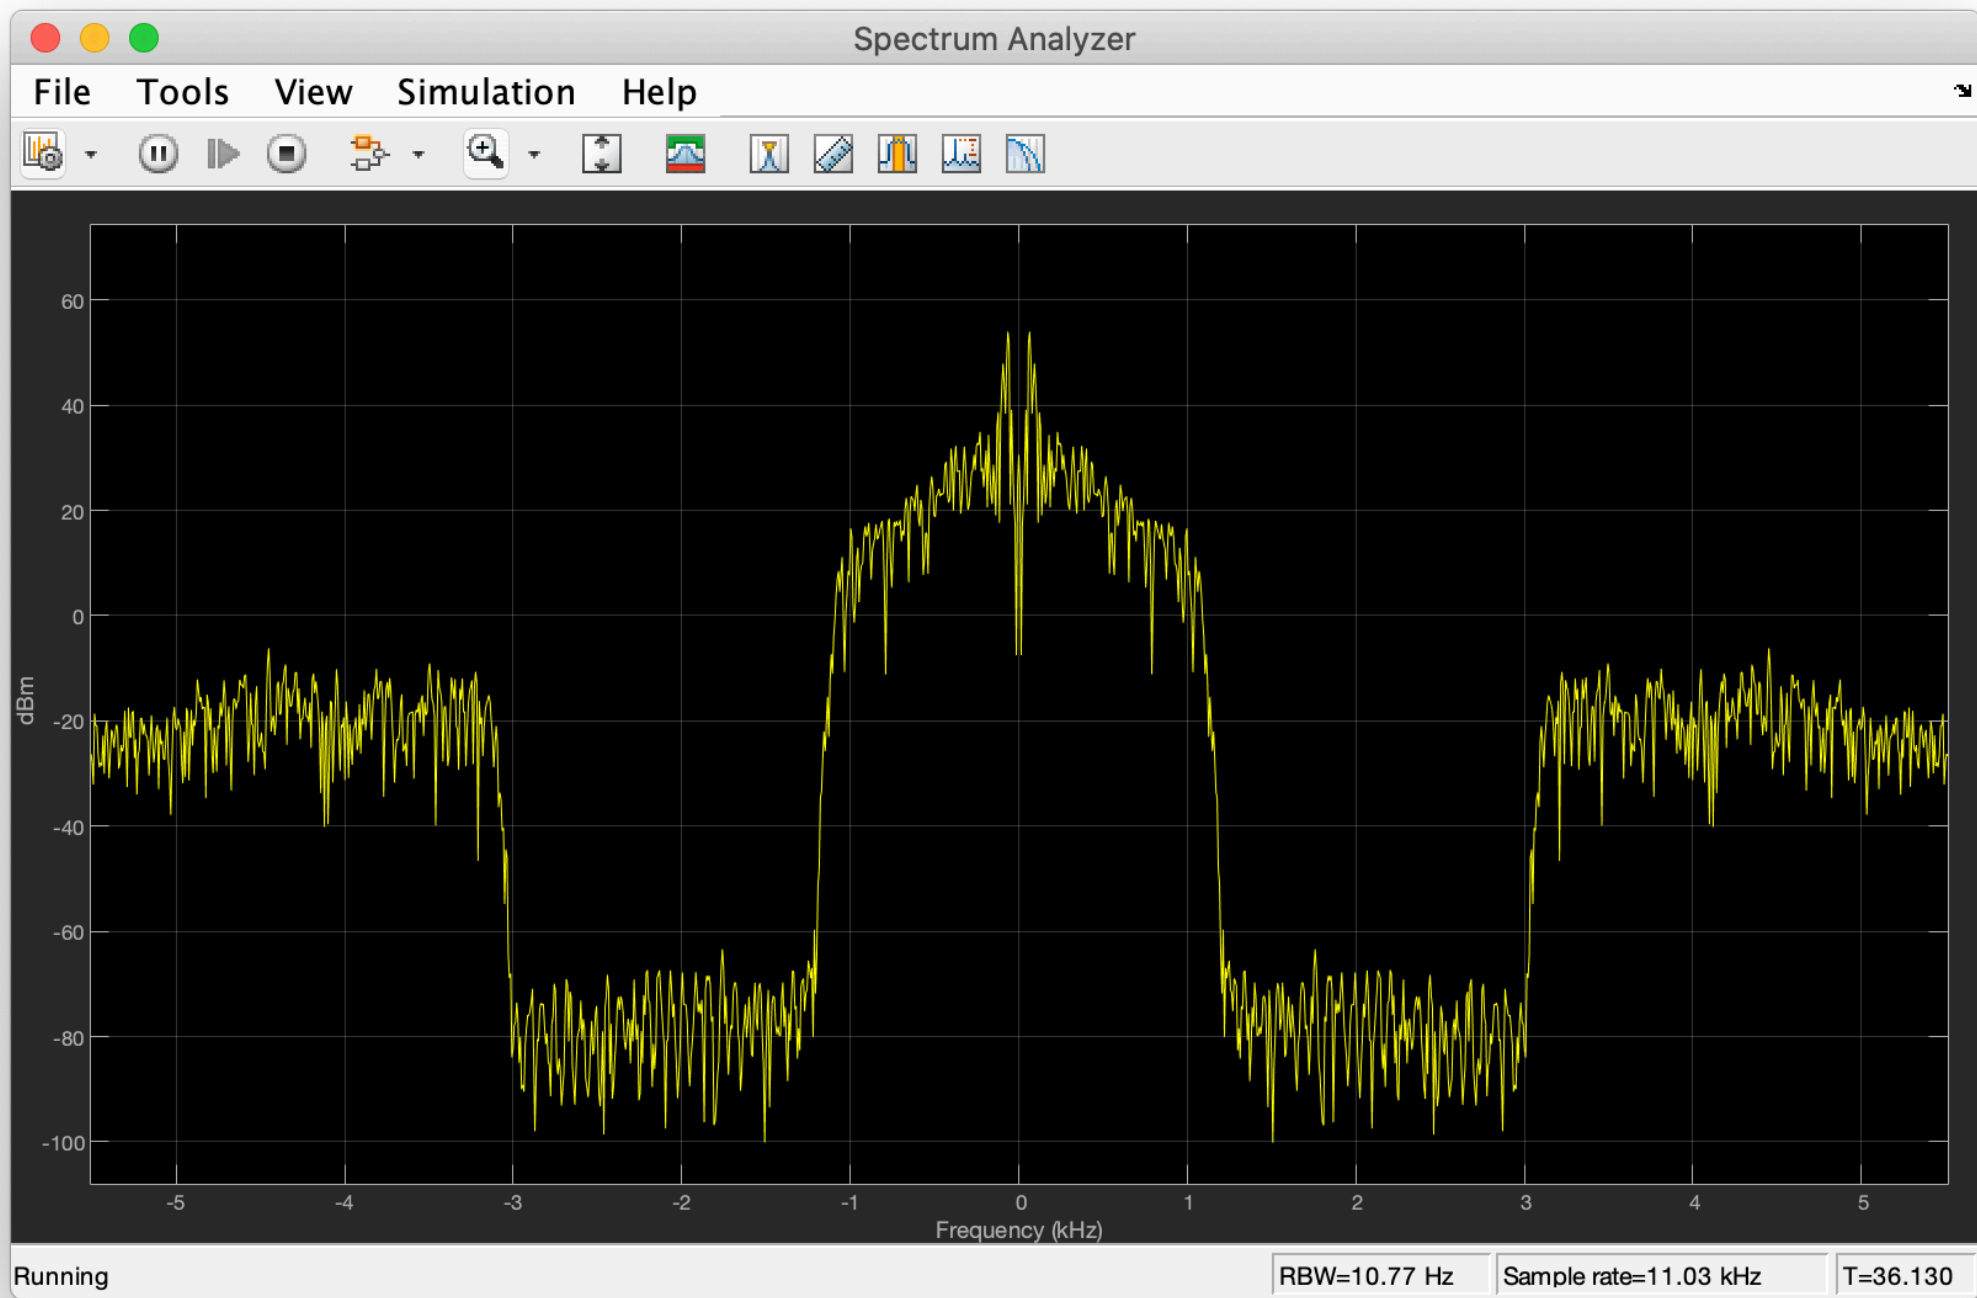 Spectrum Analyzer
File Tools View Simulation Help
60
40
20
0
-20
-40
-60
-80
-100
dBm
-5 -4 -3 -2 -1 0 1 2 3 4 5
Frequency (kHz)
Running RBW=10.77 Hz Sample rate=11.03 kHz T=36.130